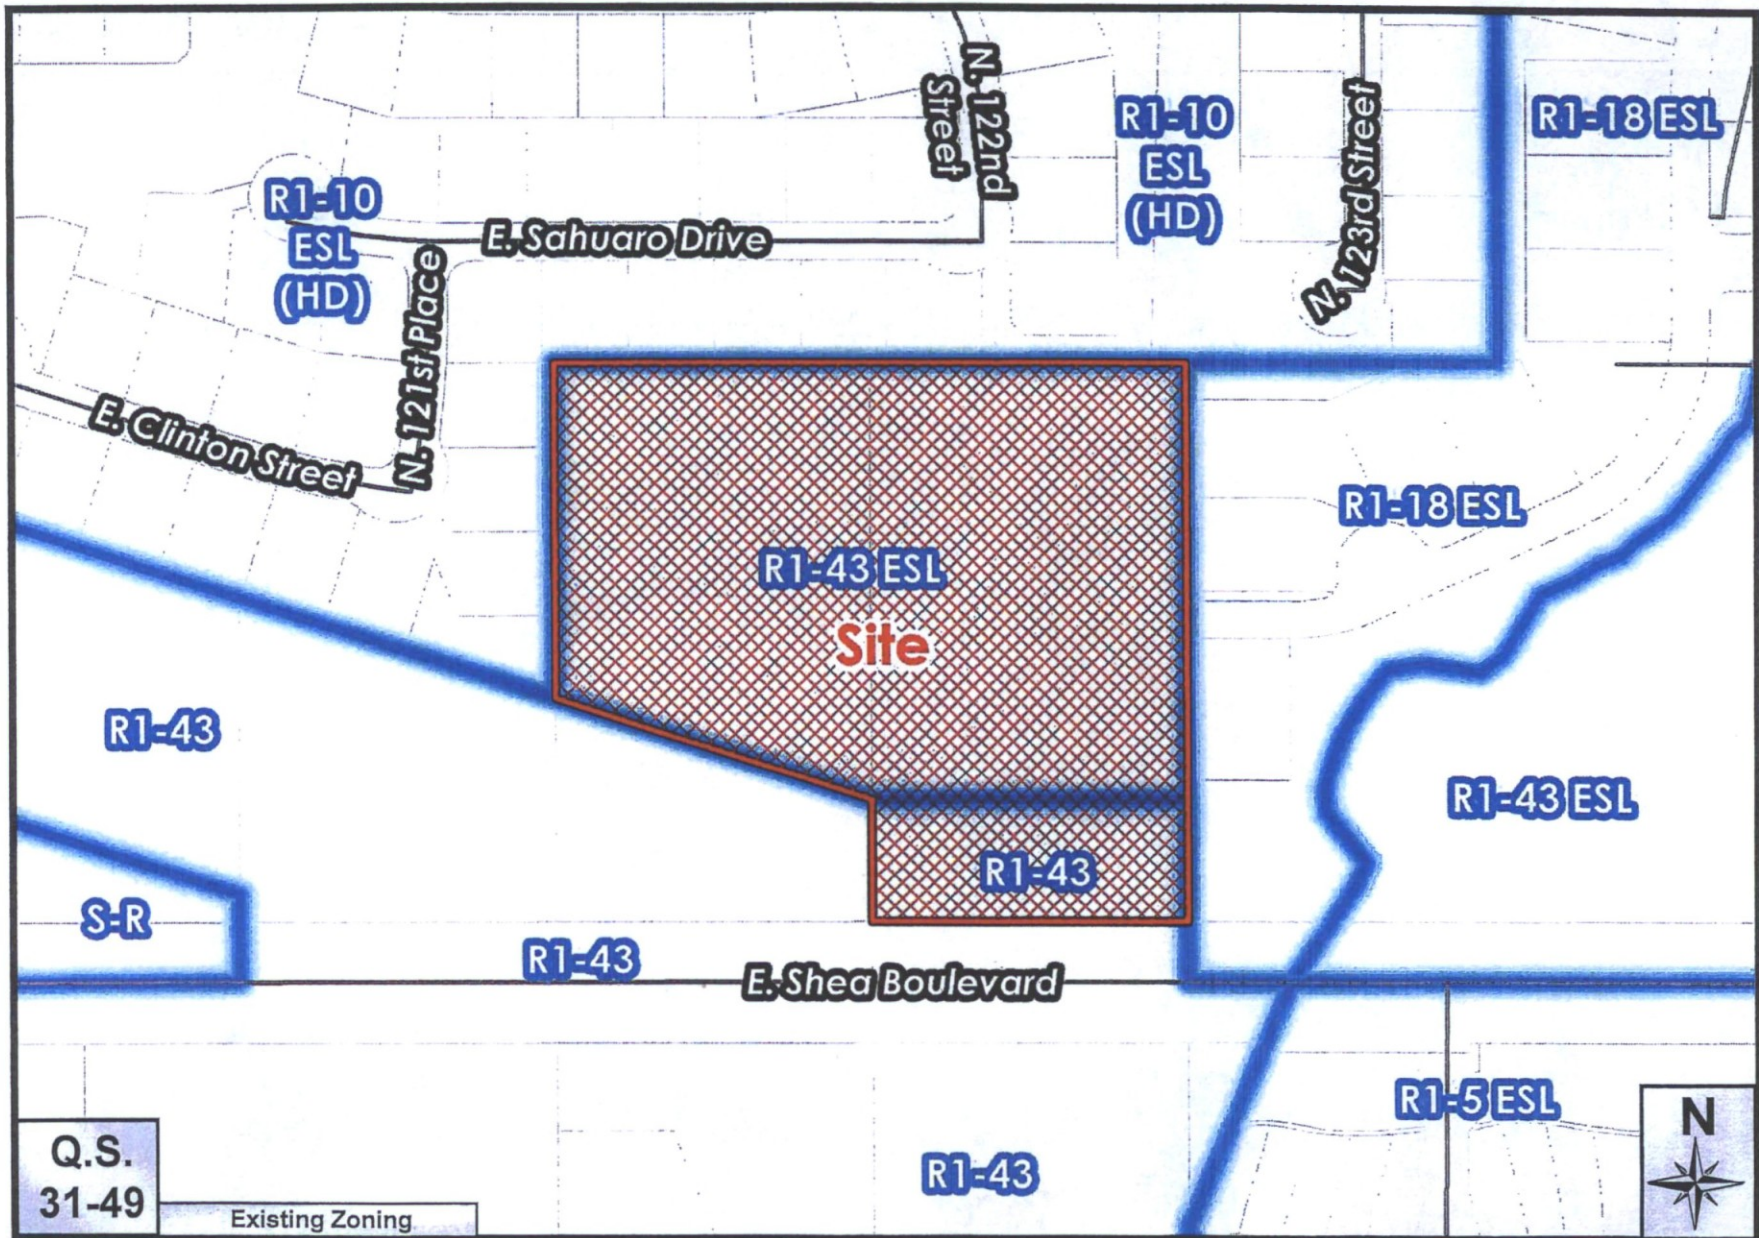 N. 122nd
Street
R1-10
ESL
(HD)
R1-18 ESL
N. 123rd Street
R1-10
ESL
(HD)
E. Sahuaro Drive
N. 121st Place
E. Clinton Street
R1-18 ESL
R1-43 ESL
Site
R1-43
R1-43 ESL
R1-43
S-R
R1-43
E. Shea Boulevard
R1-5 ESL
R1-43
Q.S.
31-49
Existing Zoning
N